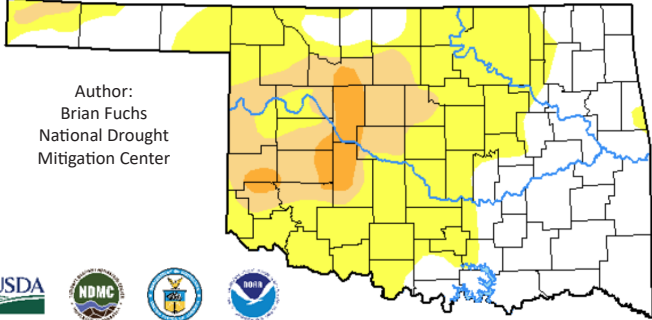 Author:
Brian Fuchs
National Drought
Mitigation Center
USDA
NDMC
NOAA